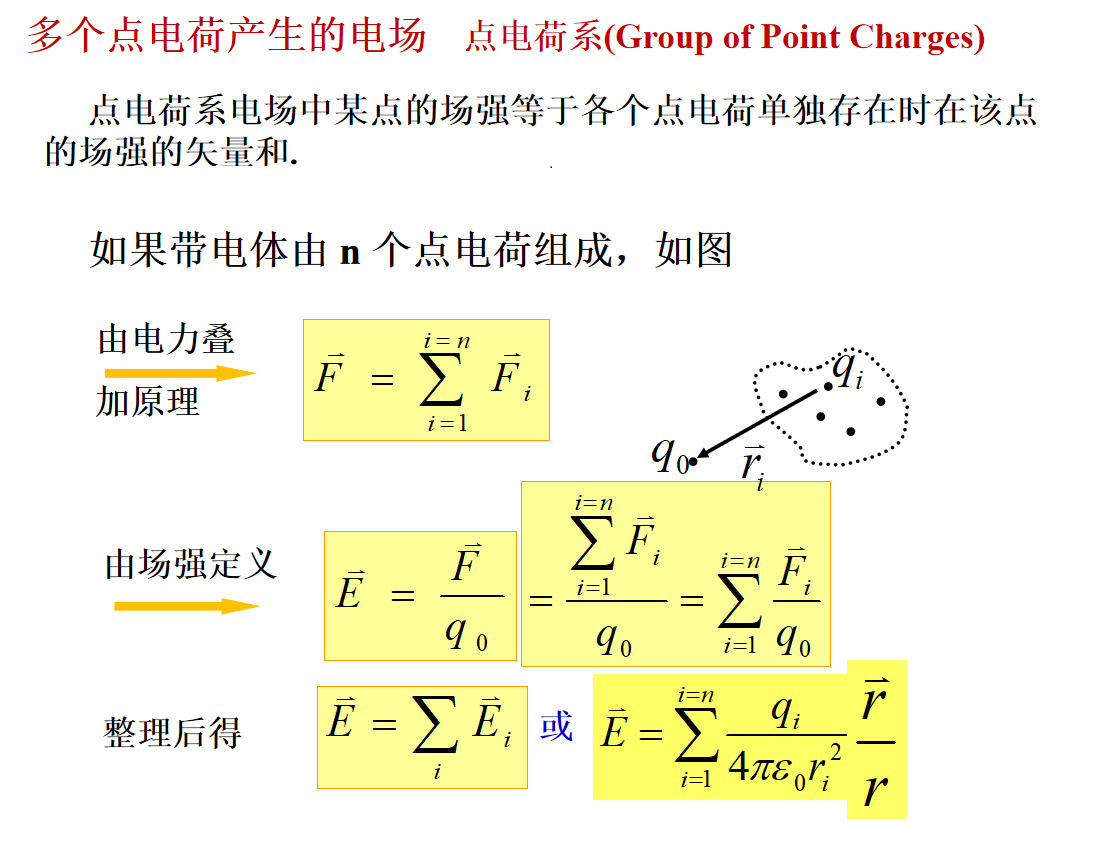 多个点电荷产生的电场 点电荷系(Group of Point Charges)
点电荷系电场中某点的场强等于各个点电荷单独存在时在该点
的场强的矢量和.
如果带电体由 n 个点电荷组成，如图
由电力叠
加原理
$\vec{F} = \sum_{i=1}^{i=n} \vec{F}_i$
$q_i$
$q_0$
$\vec{r}_i$
由场强定义
$\vec{E} = \frac{\vec{F}}{q_0} = \frac{\sum_{i=1}^{i=n} \vec{F}_i}{q_0} = \sum_{i=1}^{i=n} \frac{\vec{F}_i}{q_0}$
整理后得 $\vec{E} = \sum_i \vec{E}_i$ 或 $\vec{E} = \sum_{i=1}^{i=n} \frac{q_i}{4\pi\varepsilon_0 r_i^2} \frac{\vec{r}}{r}$